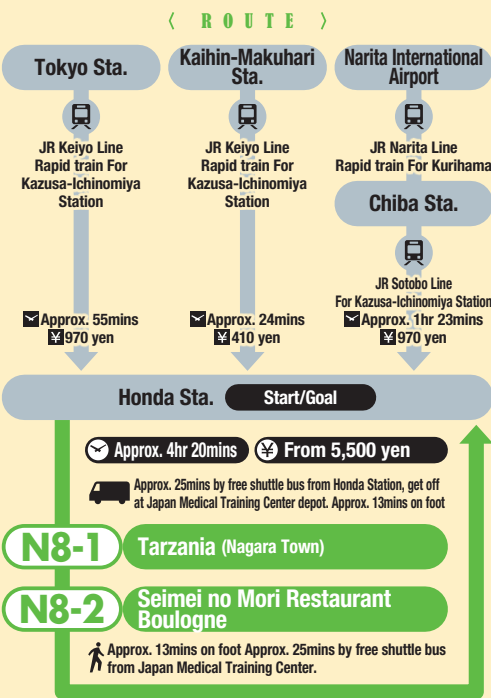 〈 ROUTE 〉
Tokyo Sta.
JR Keiyo Line
Rapid train For
Kazusa-Ichinomiya
Station
Approx. 55mins
¥970 yen
Kaihin-Makuhari
Sta.
JR Keiyo Line
Rapid train For
Kazusa-Ichinomiya
Station
Approx. 24mins
¥410 yen
Narita International
Airport
JR Narita Line
Rapid train For Kurihama
Chiba Sta.
JR Sotobo Line
For Kazusa-Ichinomiya Station
Approx. 1hr 23mins
¥970 yen
Honda Sta. Start/Goal
Approx. 4hr 20mins ¥ From 5,500 yen
Approx. 25mins by free shuttle bus from Honda Station, get off
at Japan Medical Training Center depot. Approx. 13mins on foot
N8-1 Tarzania (Nagara Town)
N8-2 Seimei no Mori Restaurant
Boulogne
Approx. 13mins on foot Approx. 25mins by free shuttle bus
from Japan Medical Training Center.